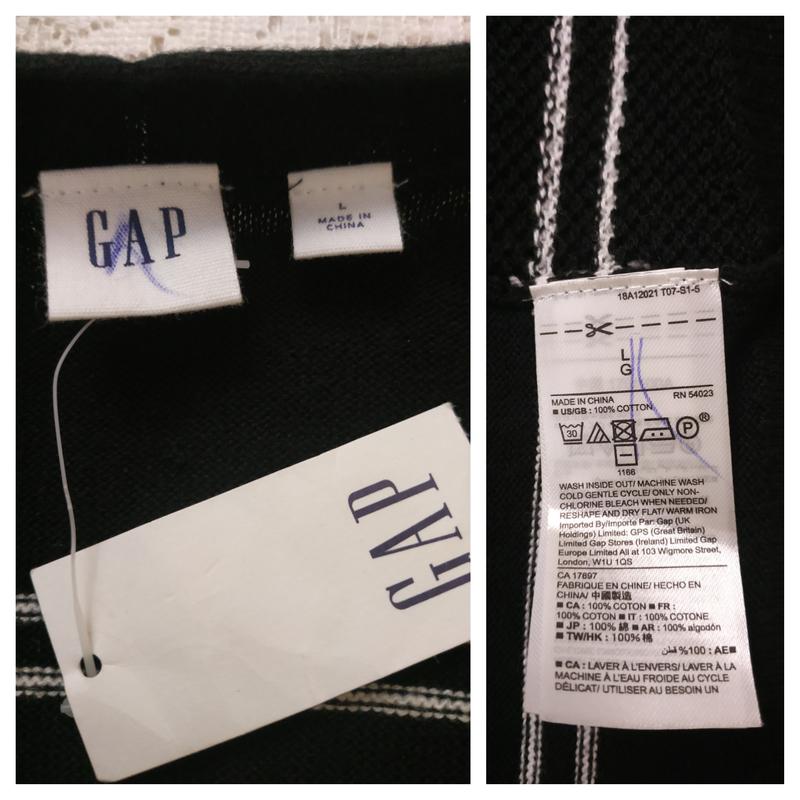 GAP
L
MADE IN
CHINA
GAP
18A12021 T07-S1-5
L
G
MADE IN CHINA RN 54023
■ US/GB : 100% COTTON
30 P ®
1166
WASH INSIDE OUT/ MACHINE WASH
COLD GENTLE CYCLE/ ONLY NON-
CHLORINE BLEACH WHEN NEEDED/
RESHAPE AND DRY FLAT/ WARM IRON
Imported By/Importe Par: Gap (UK
Holdings) Limited: GPS (Great Britain)
Limited Gap Stores (Ireland) Limited Gap
Europe Limited All at 103 Wigmore Street,
London, W1U 1QS
CA 17897
FABRIQUE EN CHINE/ HECHO EN
CHINA/ 中國製造
■ CA : 100% COTON ■ FR :
100% COTON ■ IT : 100% COTONE
■ JP : 100% 綿 ■ AR : 100% algodón
■ TW/HK : 100% 棉
■AE : 100% قطن
■ CA : LAVER À L'ENVERS/ LAVER À LA
MACHINE À L'EAU FROIDE AU CYCLE
DÉLICAT/ UTILISER AU BESOIN UN